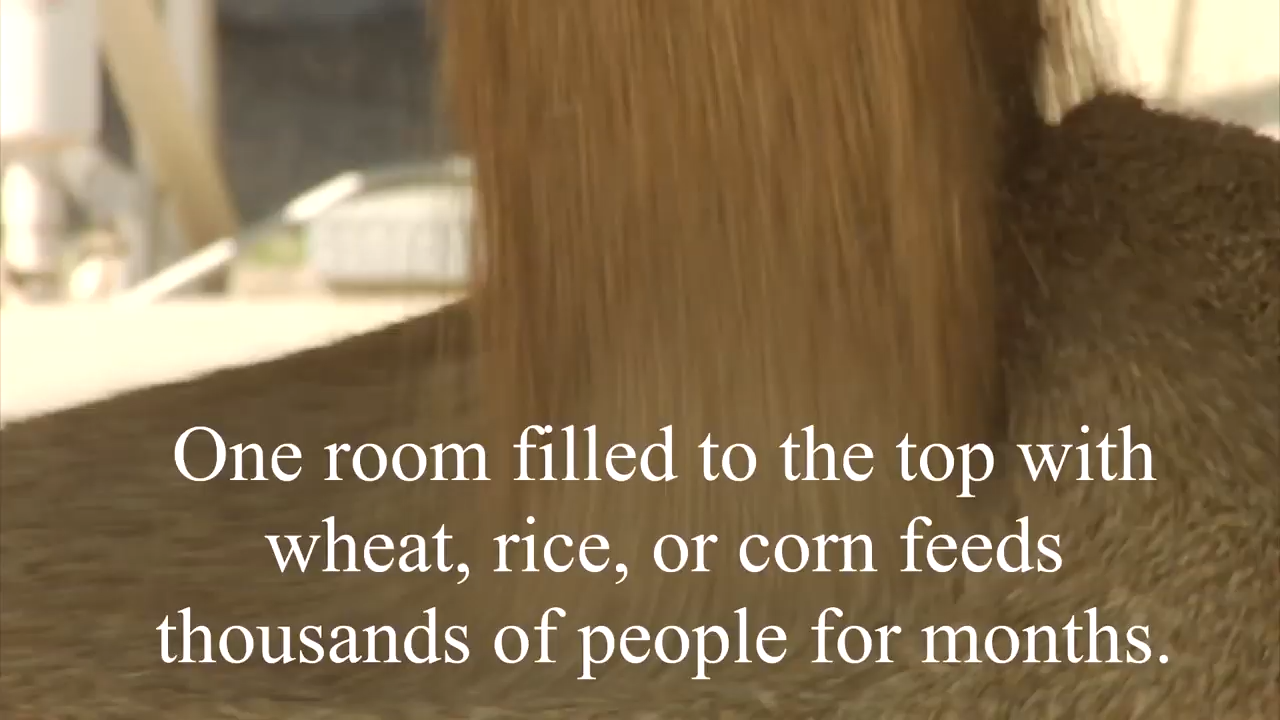 One room filled to the top with
wheat, rice, or corn feeds
thousands of people for months.